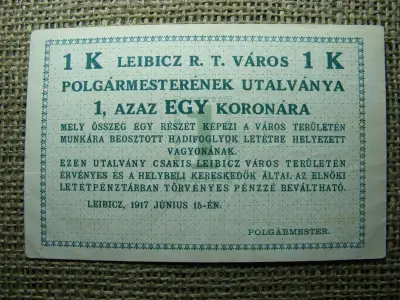 1 K LEIBICZ R. T. VÁROS 1 K
POLGÁRMESTERÉNEK UTALVÁNYA
1, AZAZ EGY KORONÁRA
MELY ÖSSZEG EGY RÉSZÉT KÉPEZI A VÁROS TERÜLETÉN
MUNKÁRA BEOSZTOTT HADIFOGLYOK LETÉTBE HELYEZETT
VAGYONÁNAK.
EZEN UTALVÁNY CSAKIS LEIBICZ VÁROS TERÜLETÉN
ÉRVÉNYES ÉS A HELYBELI KERESKEDŐK ÁLTAL AZ ELNÖKI
LETÉTPÉNZTÁRBAN TÖRVÉNYES PÉNZZÉ BEVÁLTHATÓ.
LEIBICZ, 1917 JÚNIUS 15-ÉN.
POLGÁRMESTER.